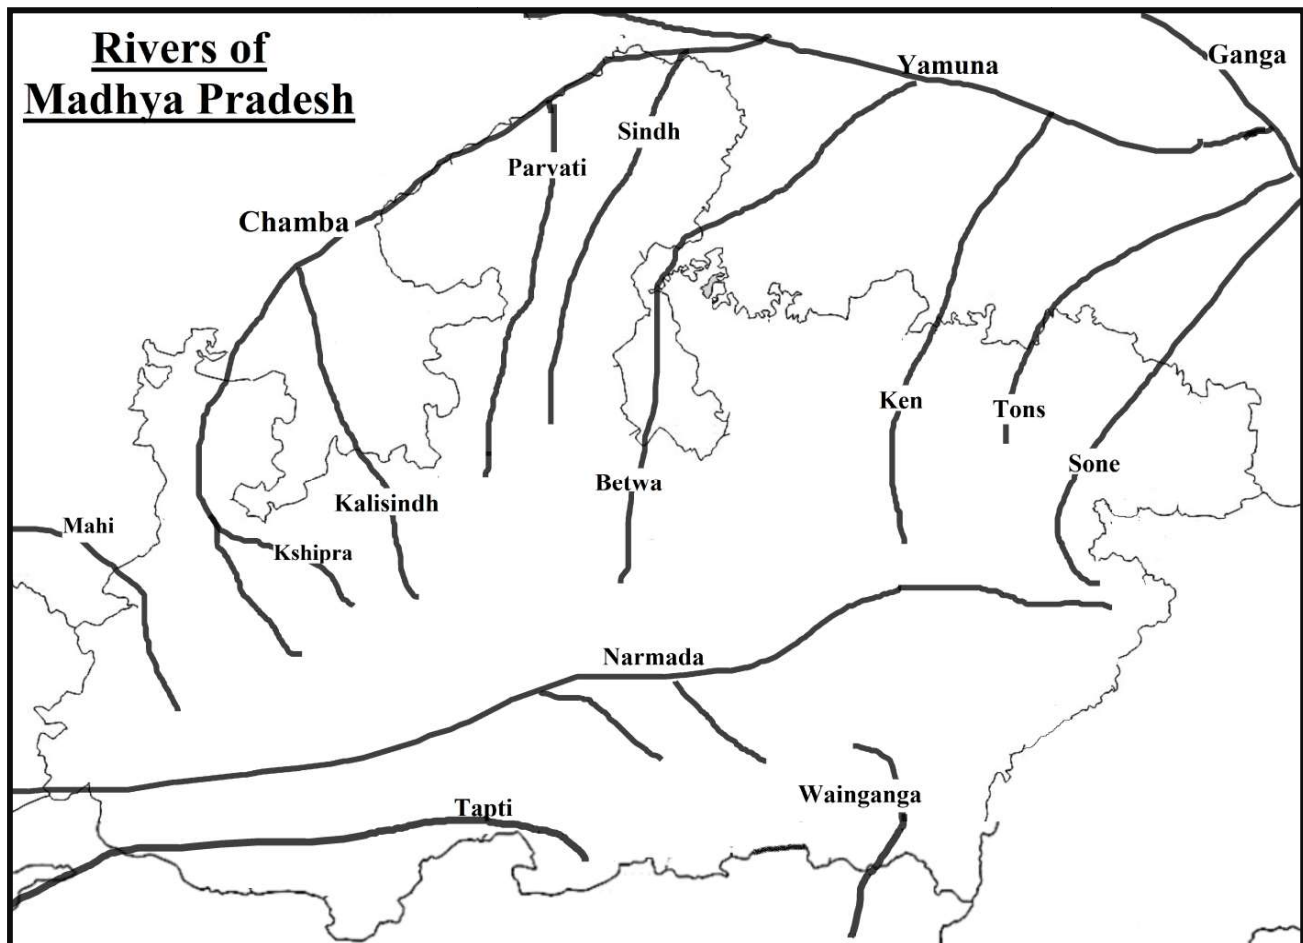 Rivers of
Madhya Pradesh
Ganga
Yamuna
Sindh
Parvati
Chamba
Ken
Tons
Sone
Betwa
Kalisindh
Mahi
Kshipra
Narmada
Wainganga
Tapti